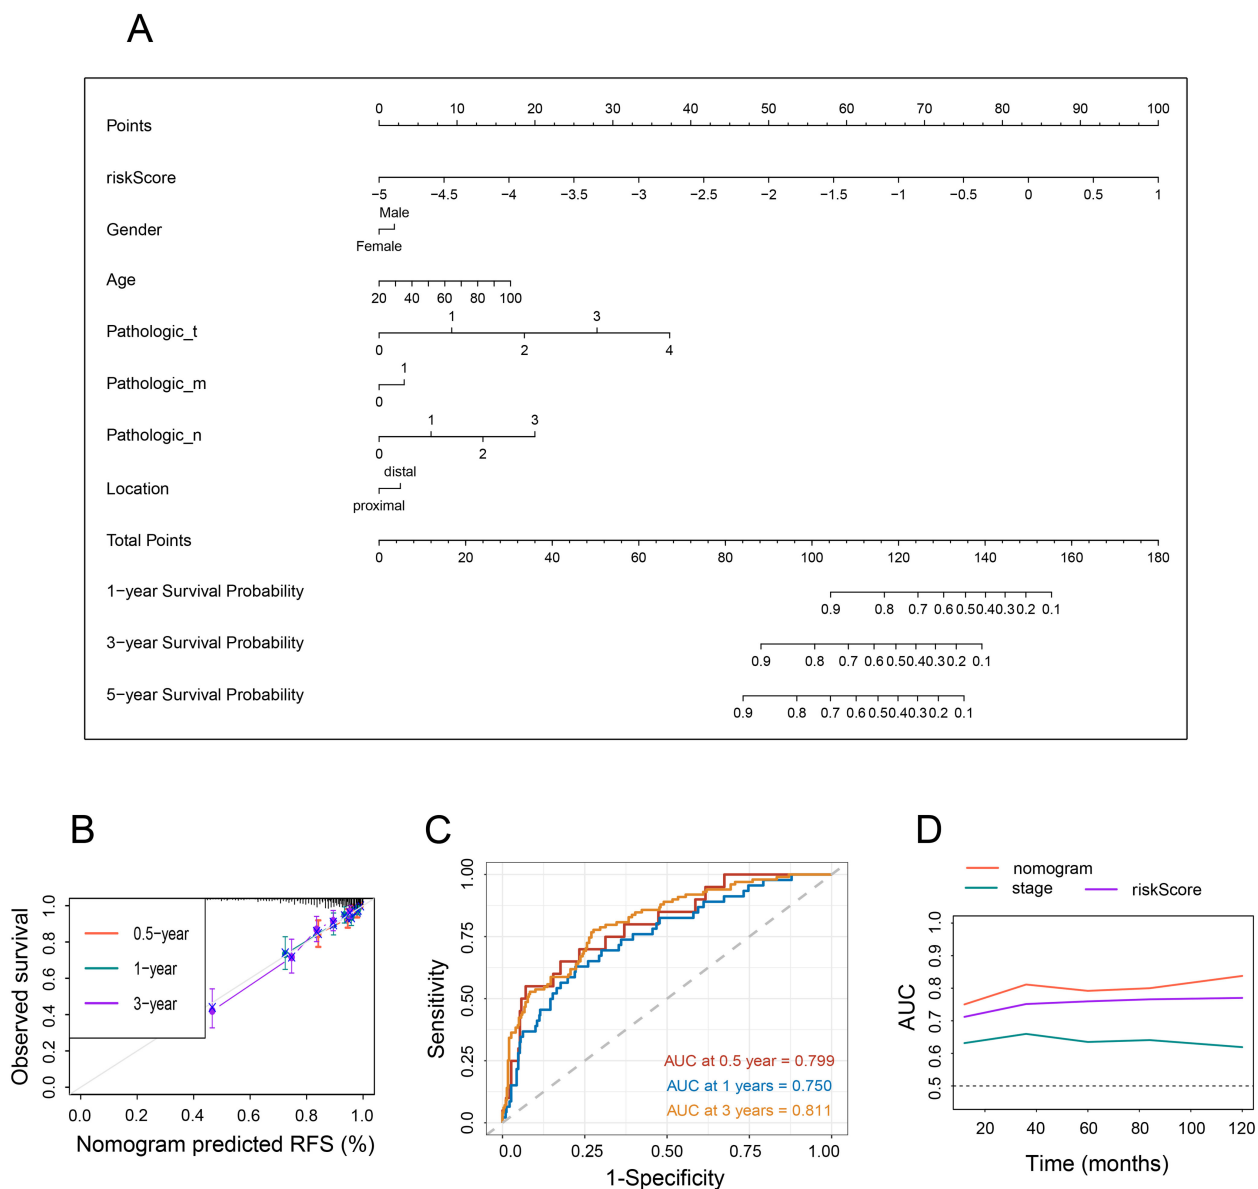 A
0 10 20 30 40 50 60 70 80 90 100
Points
riskScore
−5 −4.5 −4 −3.5 −3 −2.5 −2 −1.5 −1 −0.5 0 0.5 1
Male
Gender
Female
Age
20 40 60 80 100
1 3
Pathologic_t
0 2 4
1
Pathologic_m
0
1 3
Pathologic_n
0 2
distal
Location
proximal
Total Points
0 20 40 60 80 100 120 140 160 180
1−year Survival Probability
0.9 0.8 0.7 0.6 0.5 0.4 0.3 0.2 0.1
3−year Survival Probability
0.9 0.8 0.7 0.6 0.5 0.4 0.3 0.2 0.1
5−year Survival Probability
0.9 0.8 0.7 0.6 0.5 0.4 0.3 0.2 0.1
B
Observed survival
1.0
0.8
0.6
0.4
0.2
0.0
0.5−year
1−year
3−year
0.0 0.2 0.4 0.6 0.8 1.0
Nomogram predicted RFS (%)
C
Sensitivity
1.00
0.75
0.50
0.25
0.0
AUC at 0.5 year = 0.799
AUC at 1 years = 0.750
AUC at 3 years = 0.811
0.0 0.25 0.50 0.75 1.00
1-Specificity
D
nomogram
stage riskScore
AUC
1.0
0.9
0.8
0.7
0.6
0.5
20 40 60 80 100 120
Time (months)